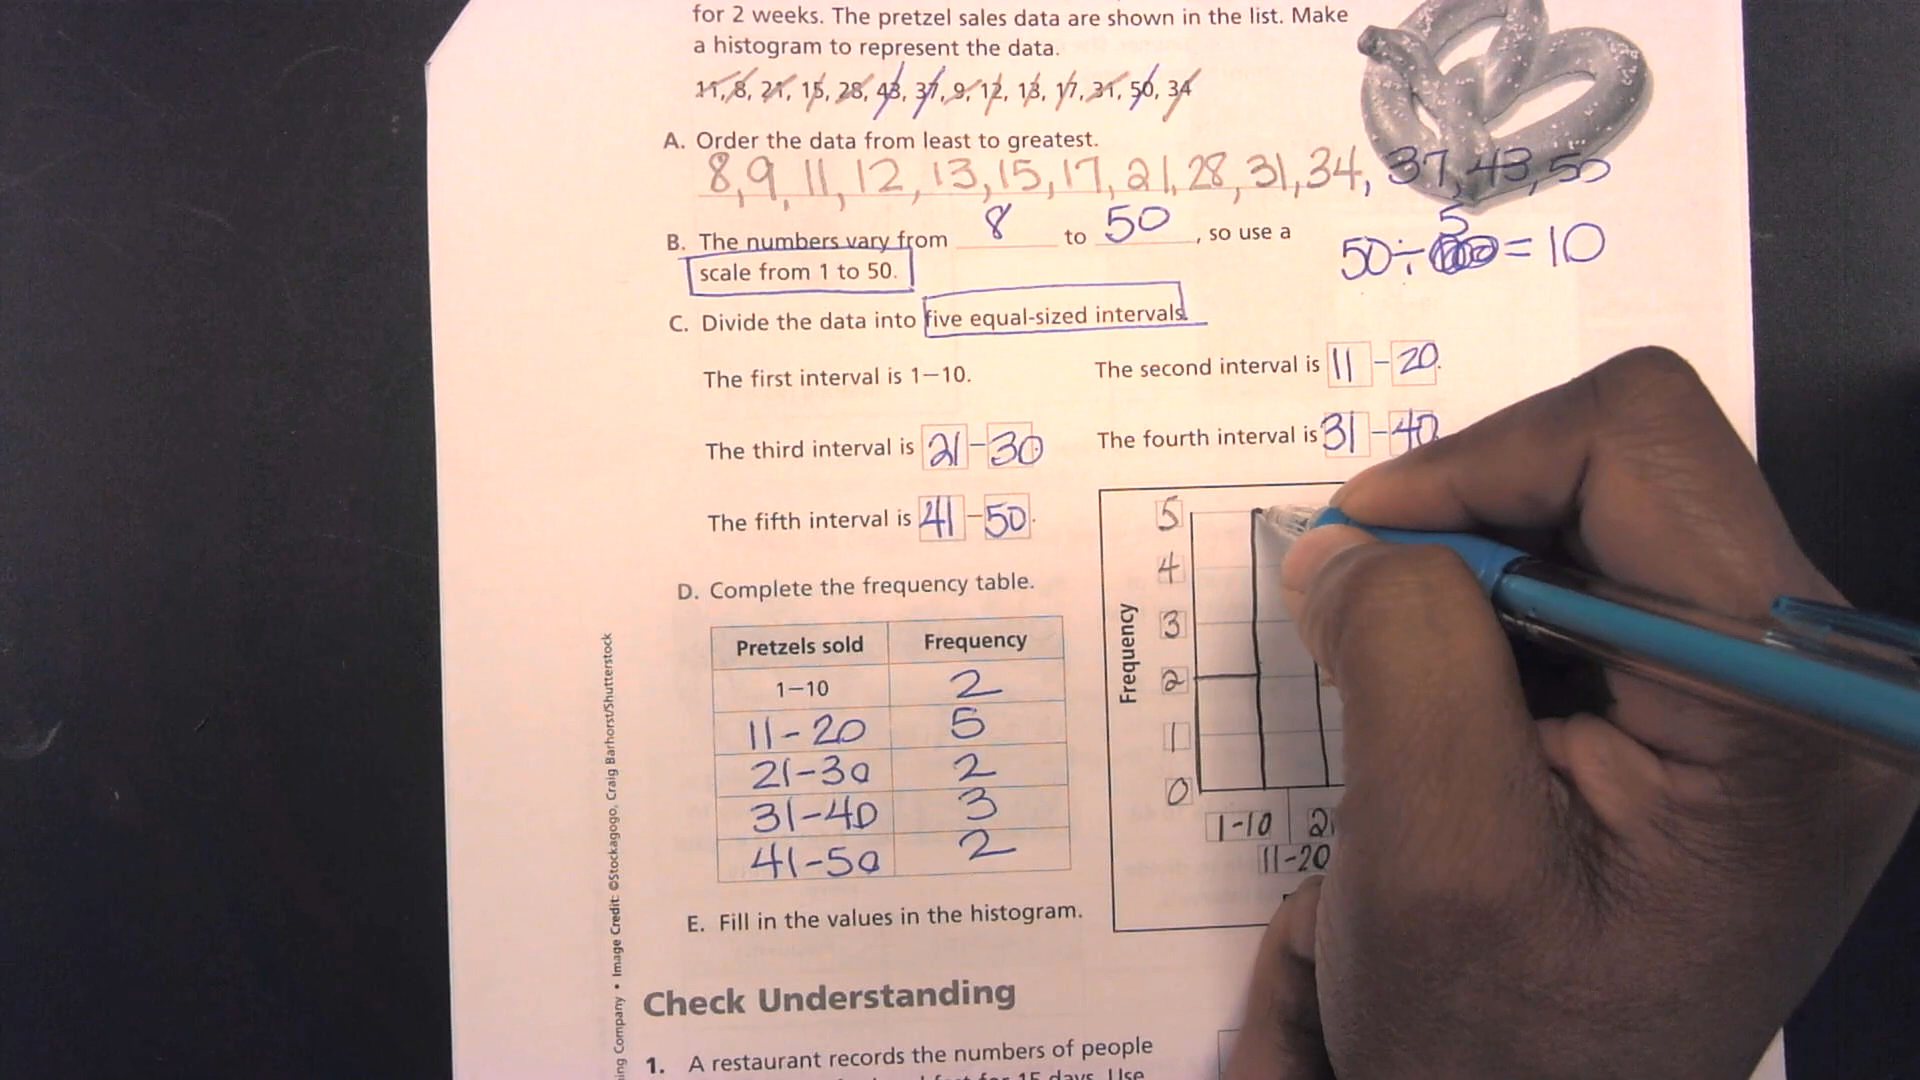 for 2 weeks. The pretzel sales data are shown in the list. Make
a histogram to represent the data.
11, 8, 21, 15, 28, 43, 37, 9, 12, 13, 17, 31, 50, 34
A. Order the data from least to greatest.
8, 9, 11, 12, 13, 15, 17, 21, 28, 31, 34, 37, 43, 50
B. The numbers vary from 8 to 50, so use a
scale from 1 to 50.
50 ÷ 5 = 10
C. Divide the data into five equal-sized intervals.
The first interval is 1–10. The second interval is 11 – 20.
The third interval is 21 – 30. The fourth interval is 31 – 40.
The fifth interval is 41 – 50.
D. Complete the frequency table.
Pretzels sold Frequency
1–10 2
11-20 5
21-30 2
31-40 3
41-50 2
Frequency
5
4
3
2
1
0
1-10
11-20
E. Fill in the values in the histogram.
Check Understanding
1. A restaurant records the numbers of people
15 days. Use
ing Company • Image Credit: ©Stockagogo, Craig Barhorst/Shutterstock